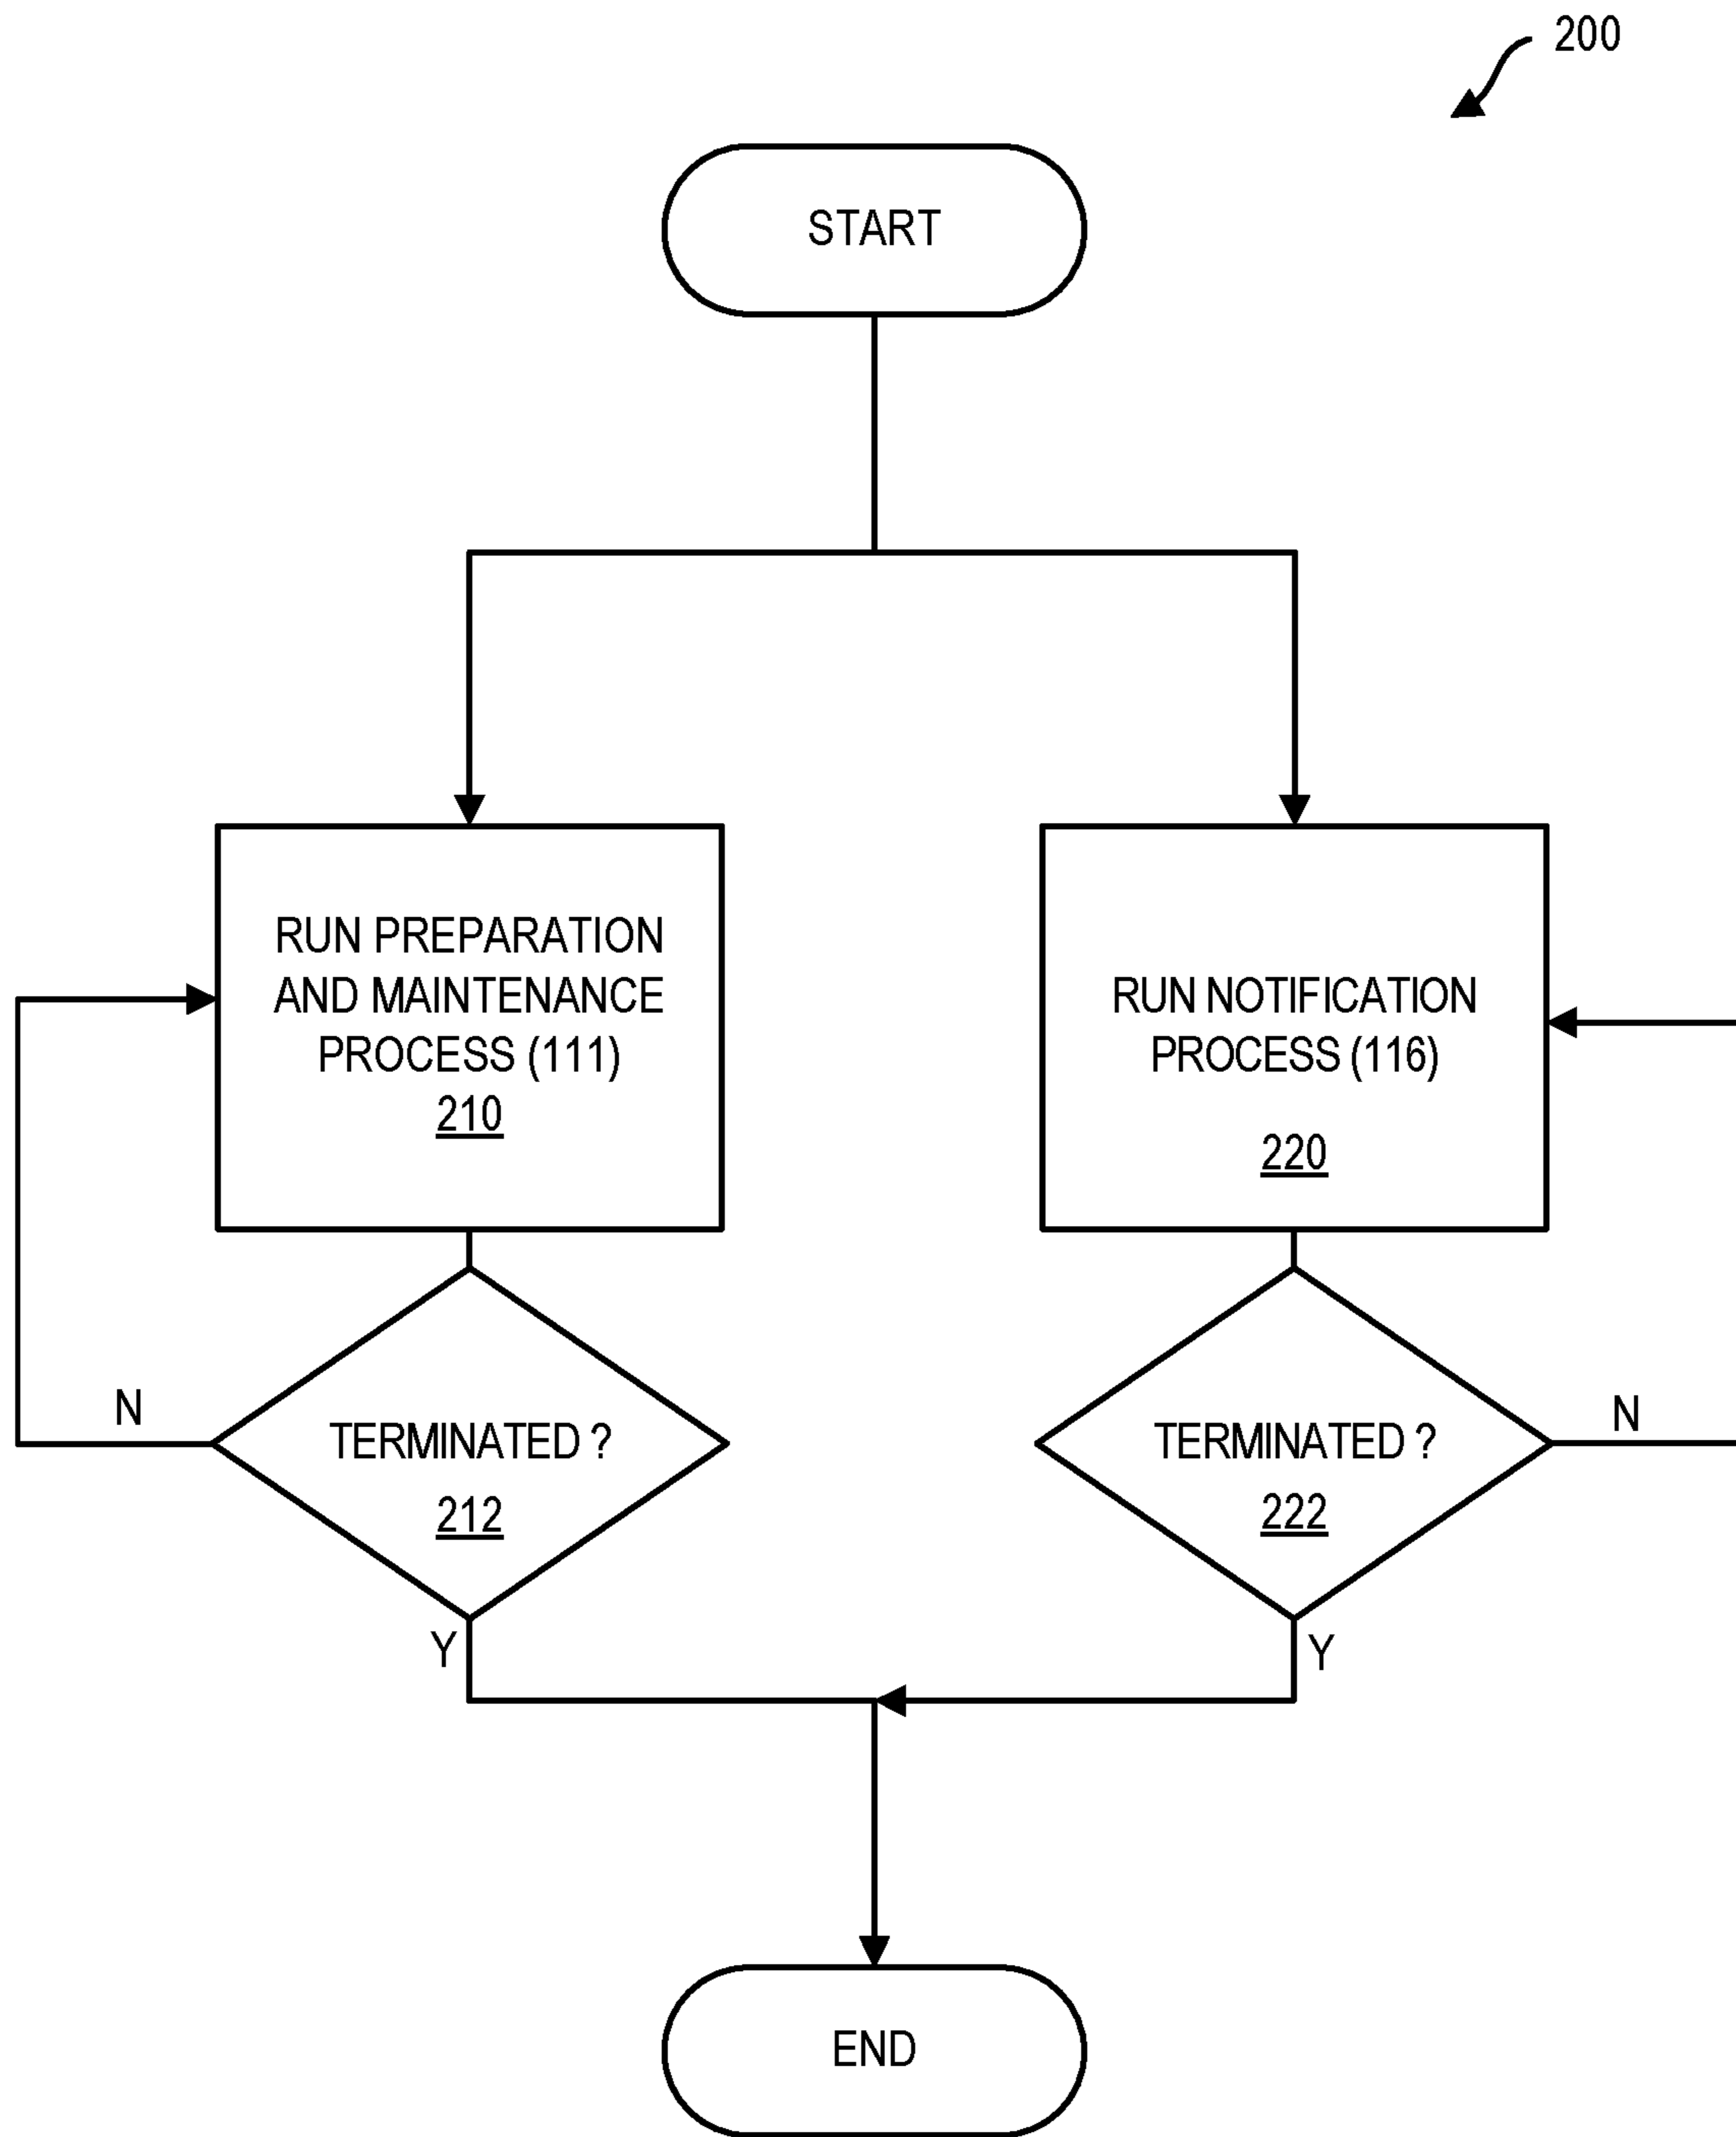 200
START
RUN PREPARATION
AND MAINTENANCE
PROCESS (111)
210
RUN NOTIFICATION
PROCESS (116)
220
N
TERMINATED ?
212
Y
TERMINATED ?
222
N
Y
END